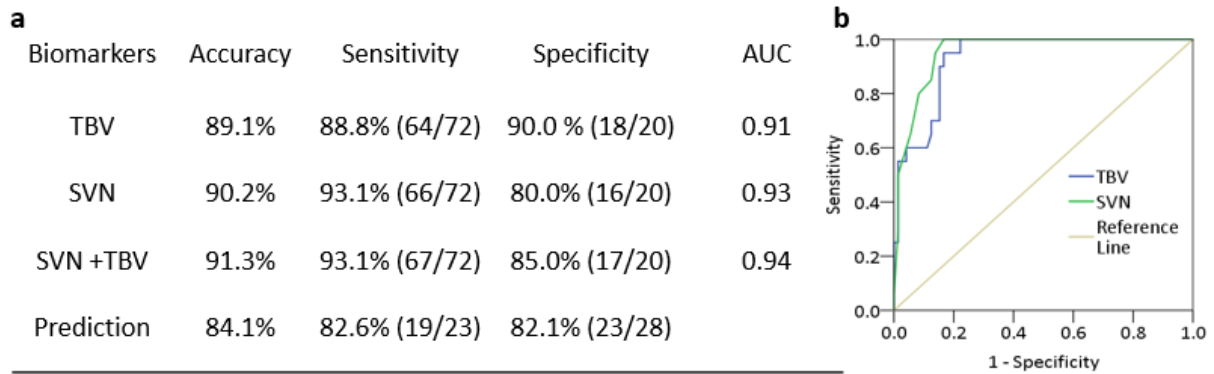 a
Biomarkers Accuracy Sensitivity Specificity AUC
TBV 89.1% 88.8% (64/72) 90.0 % (18/20) 0.91
SVN 90.2% 93.1% (66/72) 80.0% (16/20) 0.93
SVN +TBV 91.3% 93.1% (67/72) 85.0% (17/20) 0.94
Prediction 84.1% 82.6% (19/23) 82.1% (23/28)
b
1.0
0.8
0.6
0.4
0.2
0.0
Sensitivity
TBV
SVN
Reference
Line
0.0 0.2 0.4 0.6 0.8 1.0
1 - Specificity